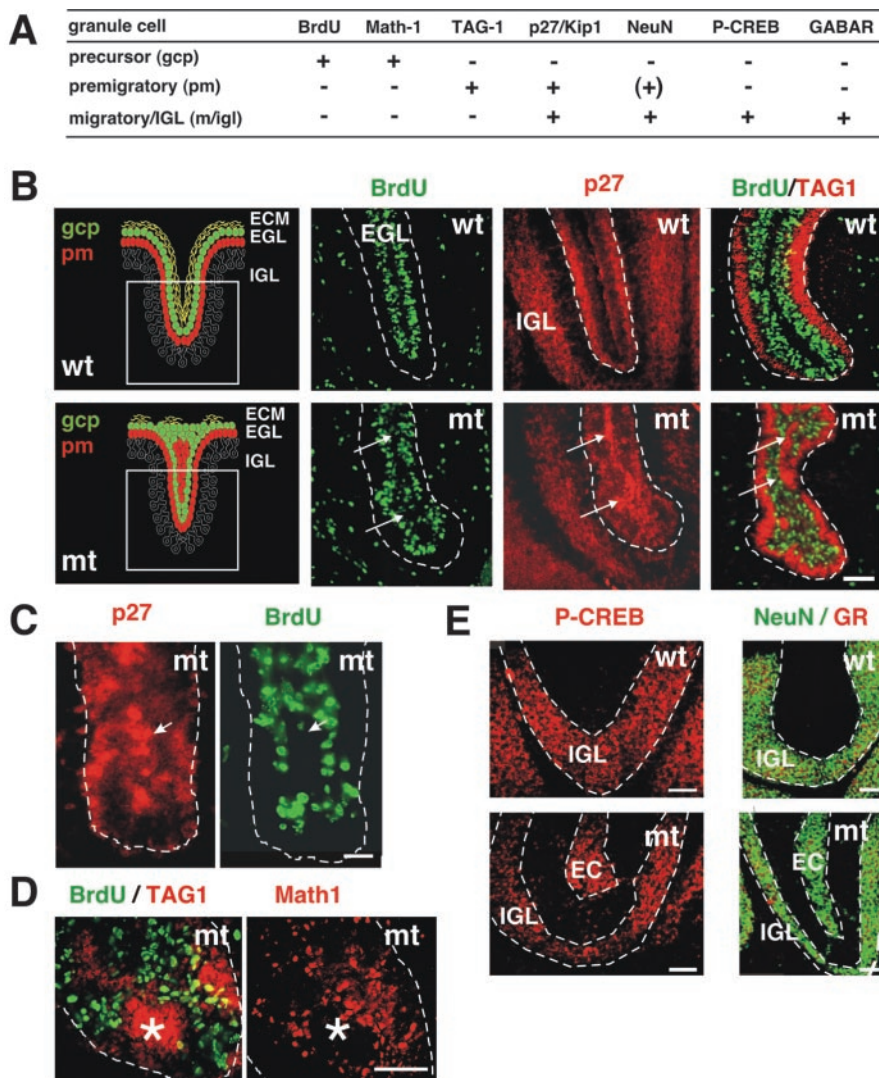 A
granule cell BrdU Math-1 TAG-1 p27/Kip1 NeuN P-CREB GABAR
precursor (gcp) + + - - - - -
premigratory (pm) - - + + (+) - -
migratory/IGL (m/igl) - - - + + + +
B
BrdU p27 BrdU/TAG1
gcp ECM
pm EGL
IGL
wt
EGL wt
IGL wt
wt
gcp ECM
pm EGL
IGL
mt
mt
mt
mt
C
p27 BrdU
mt mt
D
BrdU / TAG1 Math1
mt mt
*
E
P-CREB NeuN / GR
wt wt
IGL IGL
mt mt
EC EC
IGL IGL